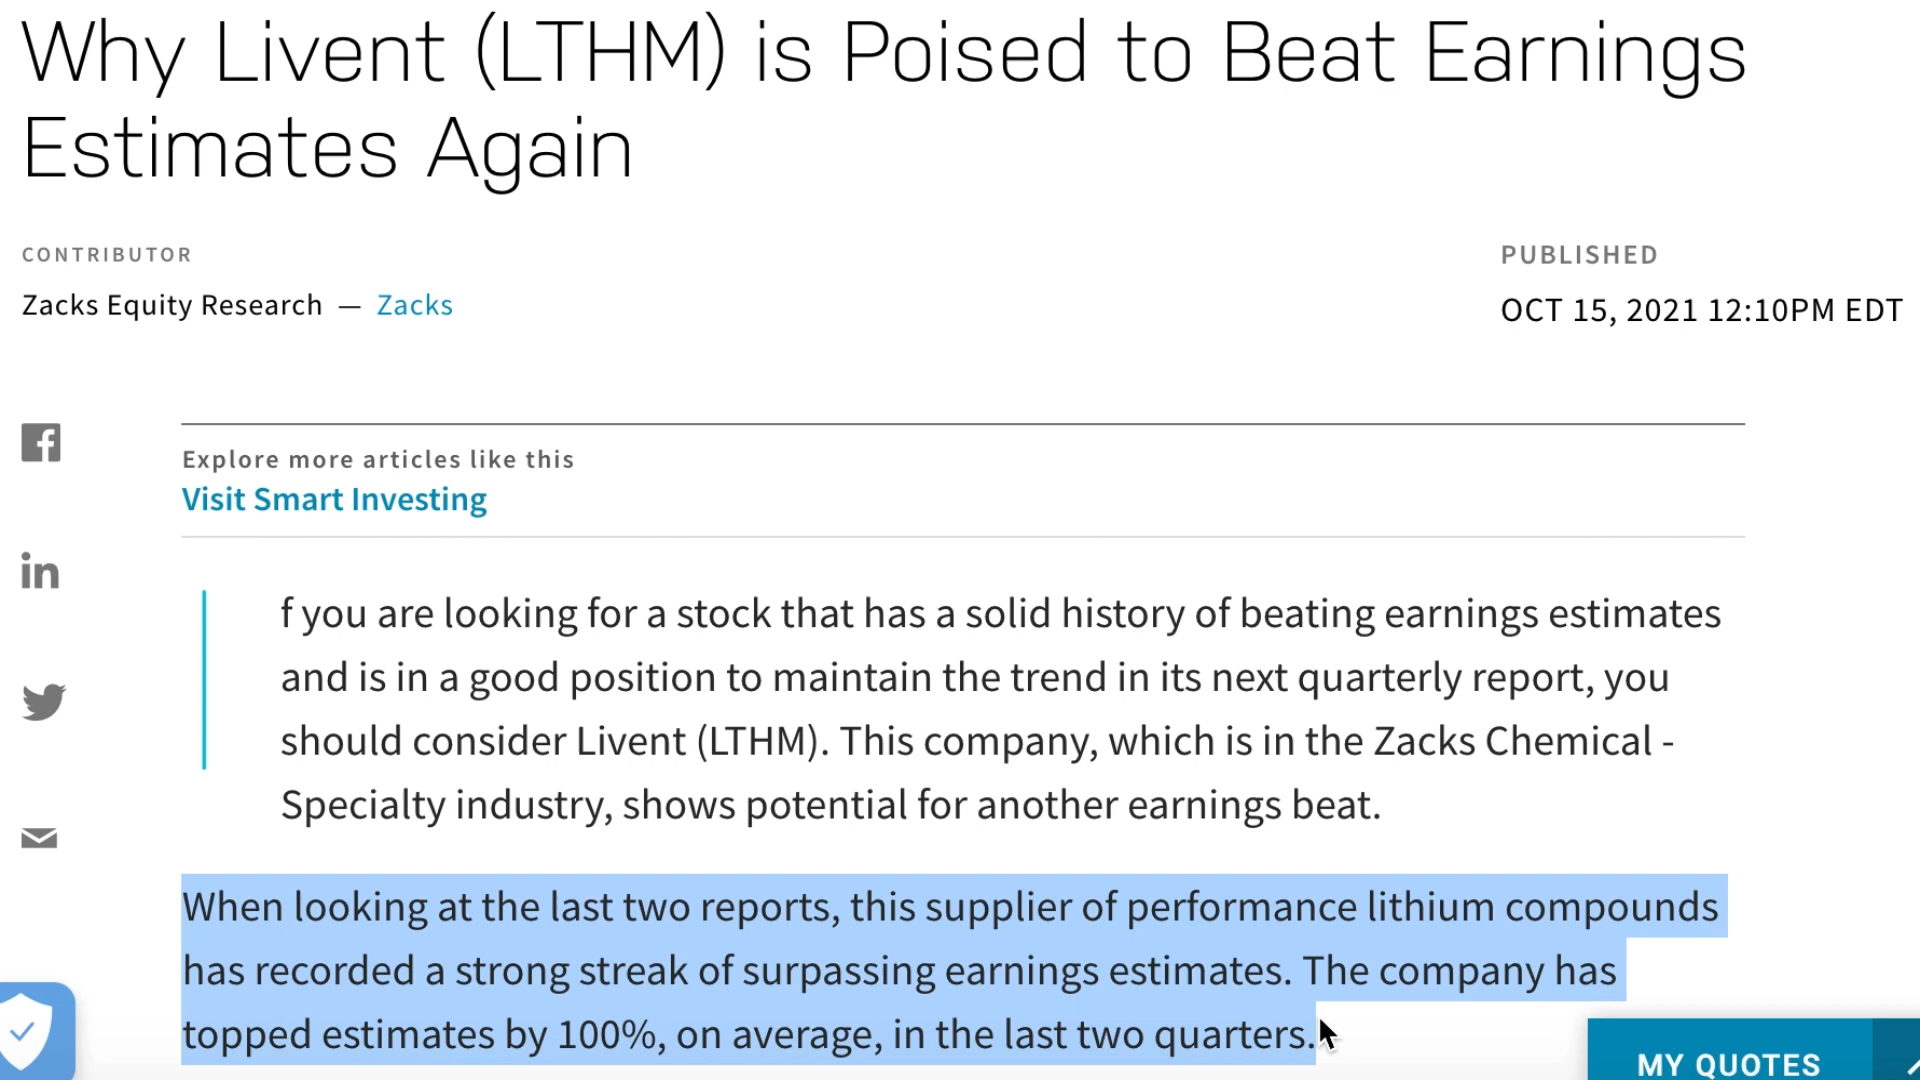 Why Livent (LTHM) is Poised to Beat Earnings
Estimates Again
CONTRIBUTOR
Zacks Equity Research — Zacks
PUBLISHED
OCT 15, 2021 12:10PM EDT
Explore more articles like this
Visit Smart Investing
f you are looking for a stock that has a solid history of beating earnings estimates
and is in a good position to maintain the trend in its next quarterly report, you
should consider Livent (LTHM). This company, which is in the Zacks Chemical -
Specialty industry, shows potential for another earnings beat.
When looking at the last two reports, this supplier of performance lithium compounds
has recorded a strong streak of surpassing earnings estimates. The company has
topped estimates by 100%, on average, in the last two quarters.
MY QUOTES